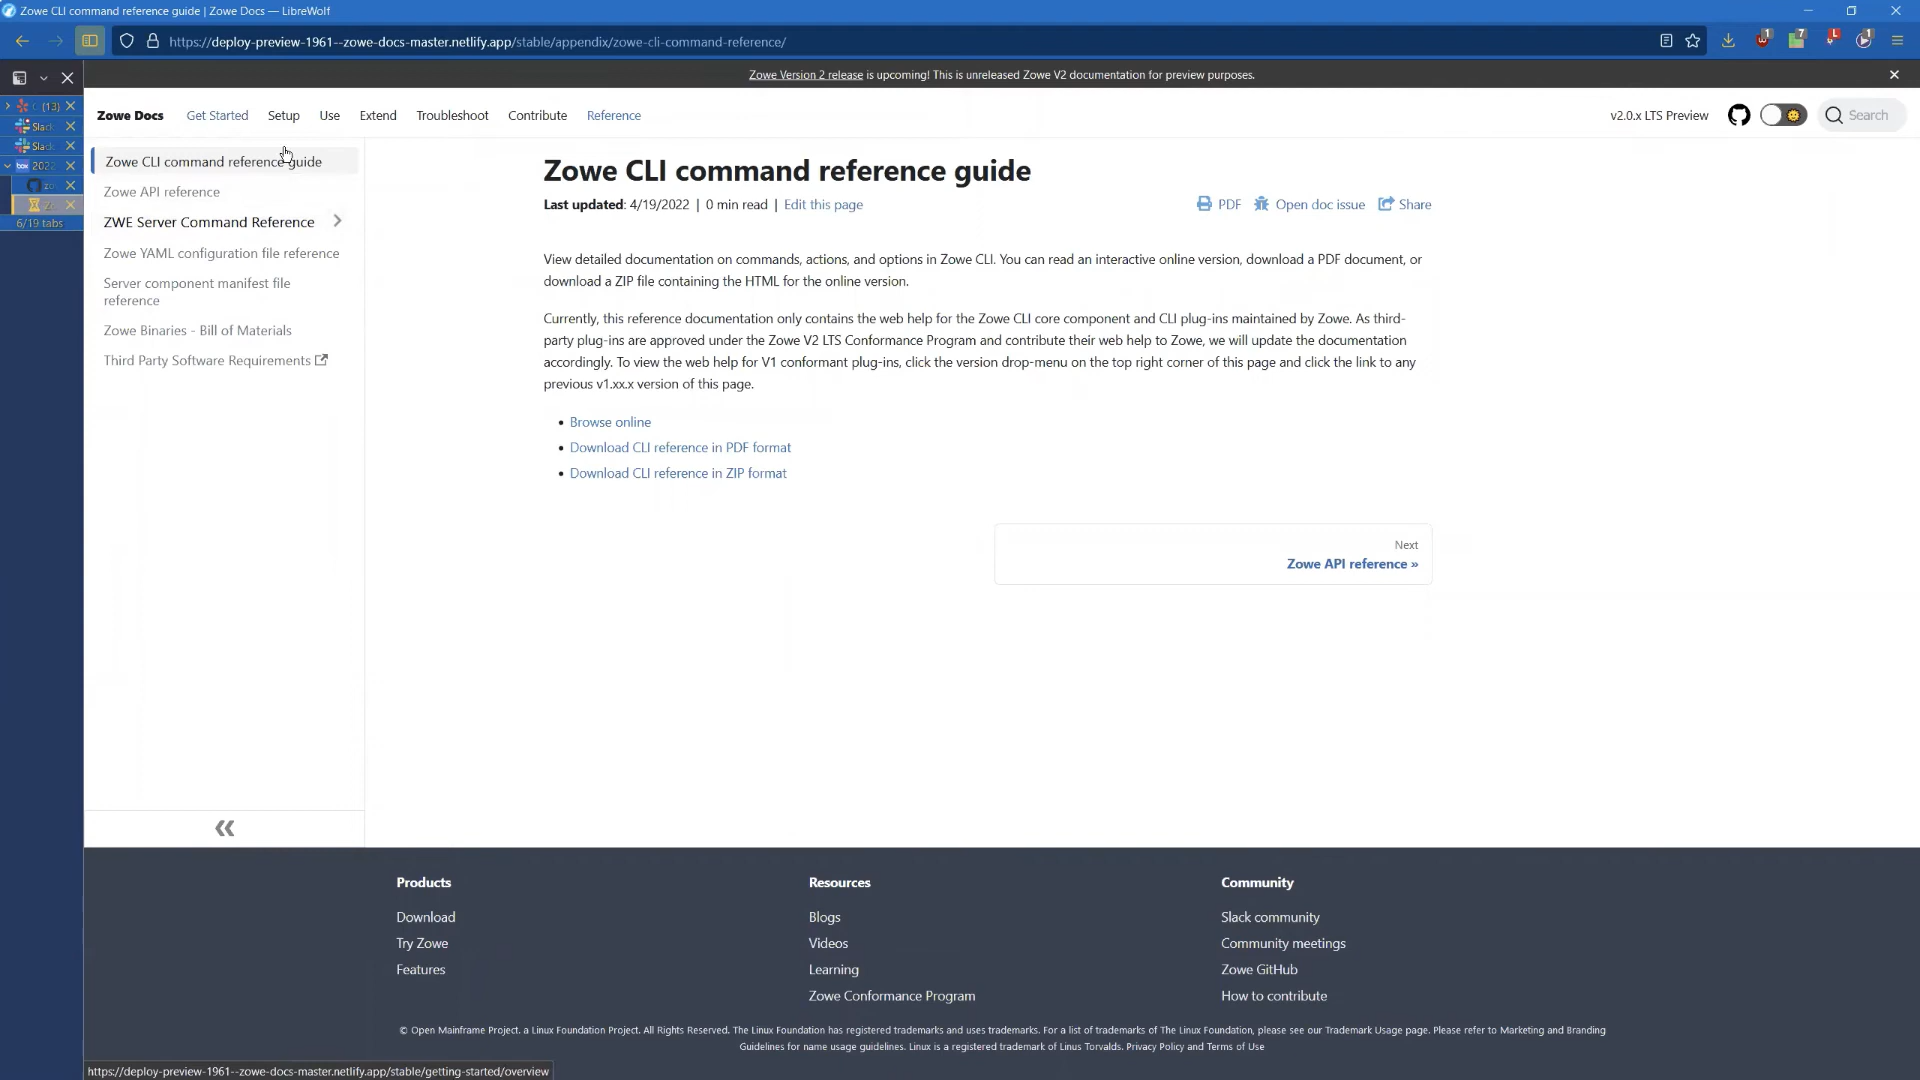 Zowe CLI command reference guide | Zowe Docs — LibreWolf
https://deploy-preview-1961--zowe-docs-master.netlify.app/stable/appendix/zowe-cli-command-reference/
1
7
L
1
Zowe Version 2 release is upcoming! This is unreleased Zowe V2 documentation for preview purposes.
(13)
Slac
Slac
box 2022
6/19 tabs
Zowe Docs Get Started Setup Use Extend Troubleshoot Contribute Reference v2.0.x LTS Preview Search
Zowe CLI command reference guide
Zowe API reference
ZWE Server Command Reference
Zowe YAML configuration file reference
Server component manifest file
reference
Zowe Binaries - Bill of Materials
Third Party Software Requirements
Zowe CLI command reference guide
Last updated: 4/19/2022 | 0 min read | Edit this page
PDF Open doc issue Share
View detailed documentation on commands, actions, and options in Zowe CLI. You can read an interactive online version, download a PDF document, or
download a ZIP file containing the HTML for the online version.
Currently, this reference documentation only contains the web help for the Zowe CLI core component and CLI plug-ins maintained by Zowe. As third-
party plug-ins are approved under the Zowe V2 LTS Conformance Program and contribute their web help to Zowe, we will update the documentation
accordingly. To view the web help for V1 conformant plug-ins, click the version drop-menu on the top right corner of this page and click the link to any
previous v1.xx.x version of this page.
• Browse online
• Download CLI reference in PDF format
• Download CLI reference in ZIP format
Next
Zowe API reference »
Products
Download
Try Zowe
Features
Resources
Blogs
Videos
Learning
Zowe Conformance Program
Community
Slack community
Community meetings
Zowe GitHub
How to contribute
© Open Mainframe Project. a Linux Foundation Project. All Rights Reserved. The Linux Foundation has registered trademarks and uses trademarks. For a list of trademarks of The Linux Foundation, please see our Trademark Usage page. Please refer to Marketing and Branding
Guidelines for name usage guidelines. Linux is a registered trademark of Linus Torvalds. Privacy Policy and Terms of Use
https://deploy-preview-1961--zowe-docs-master.netlify.app/stable/getting-started/overview